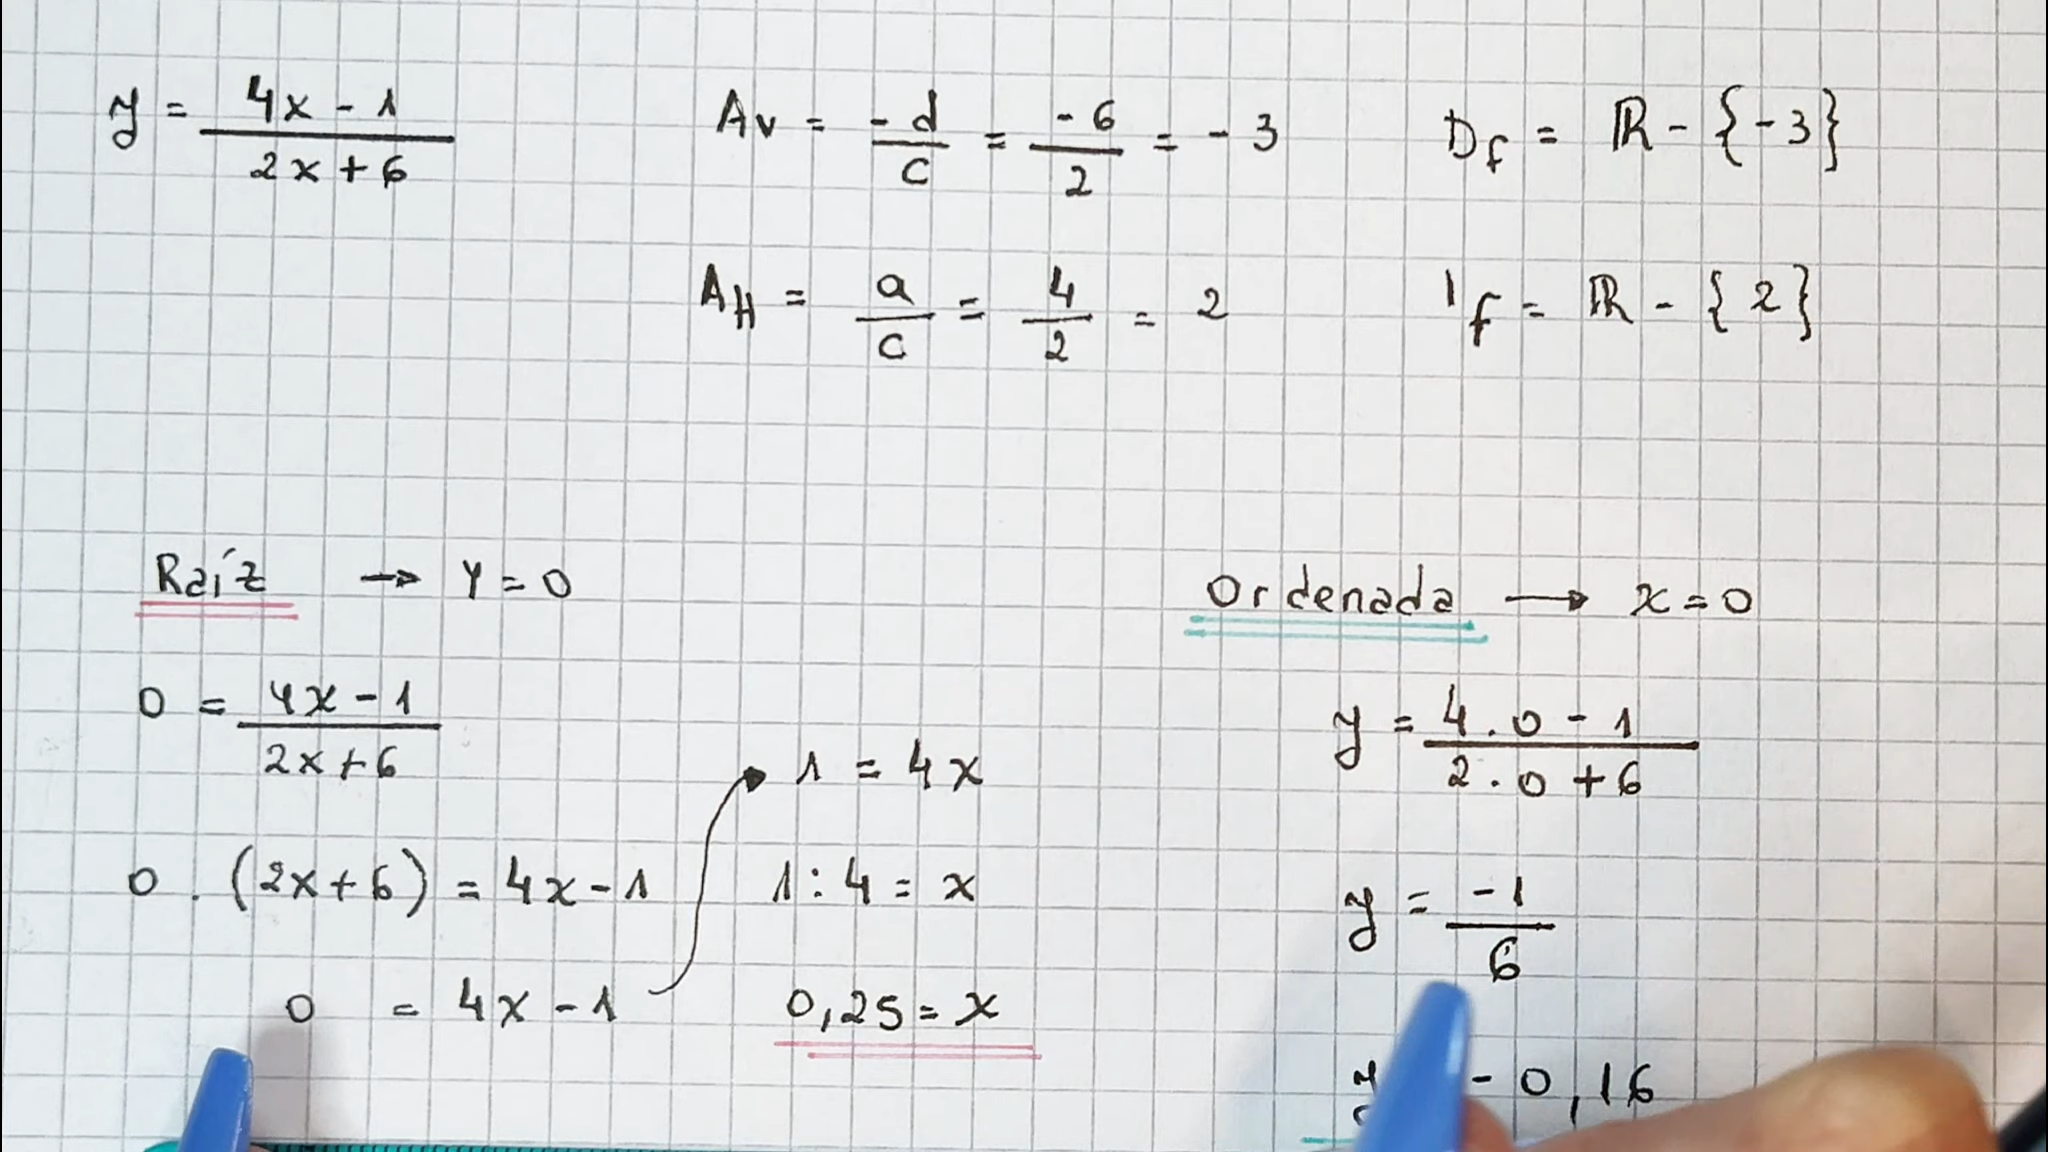 y = (4x - 1)/(2x + 6)
Av = -d/c = -6/2 = -3
Df = ℝ - {-3}
AH = a/c = 4/2 = 2
If = ℝ - {2}
Raíz → Y = 0
0 = (4x - 1)/(2x + 6)
0 . (2x + 6) = 4x - 1
0 = 4x - 1
1 = 4x
1 : 4 = x
0,25 = x
Ordenada → x = 0
y = (4 . 0 - 1)/(2 . 0 + 6)
y = -1/6
y - 0,16